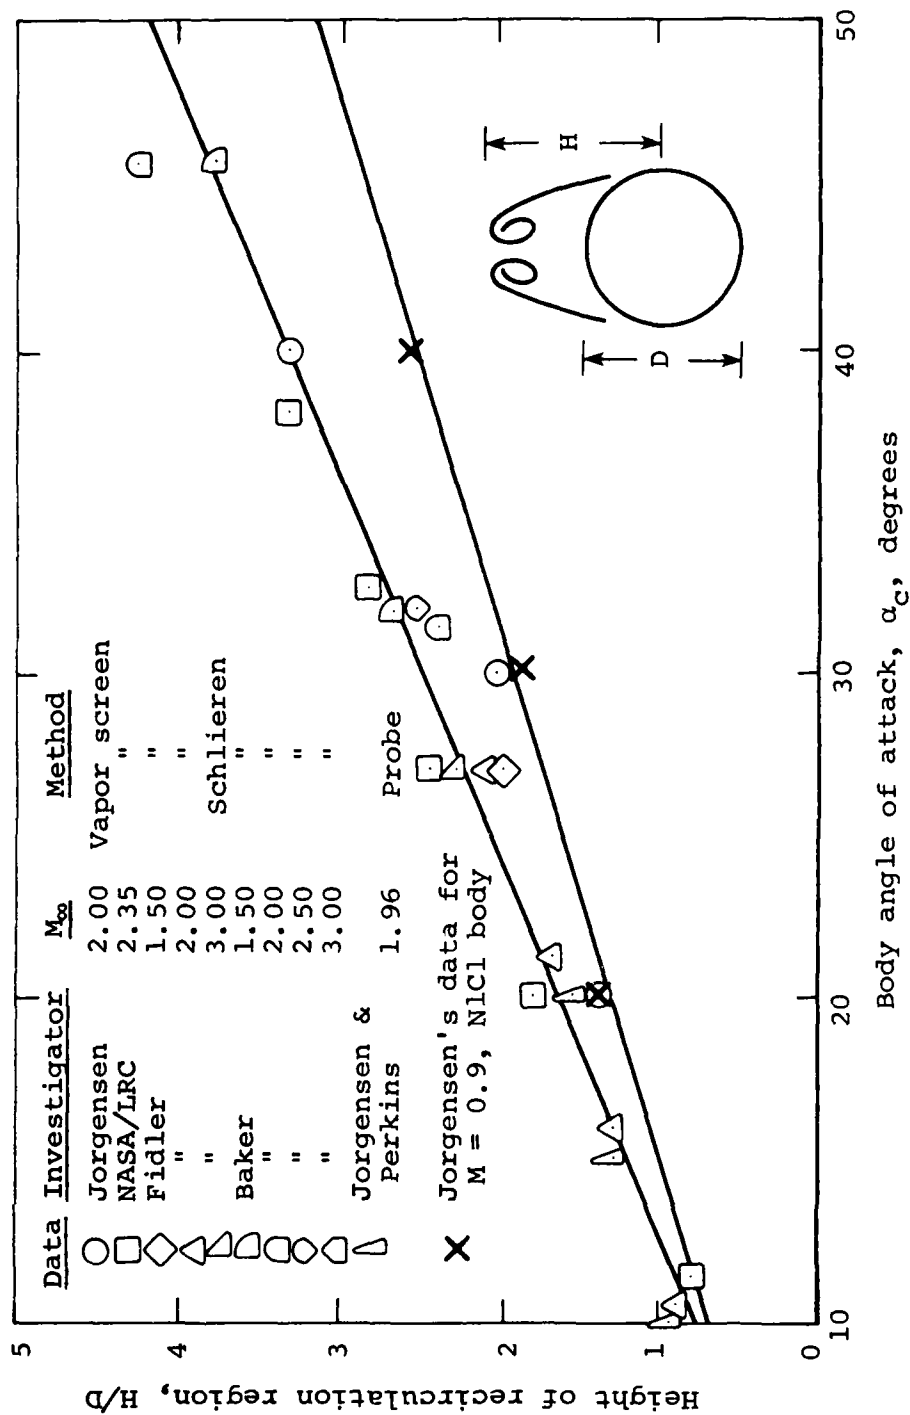 Data Investigator M∞ Method
Jorgensen 2.00 Vapor screen
NASA/LRC 2.35 "
Fidler 1.50 "
" 2.00 "
" 3.00 Schlieren
Baker 1.50 "
" 2.00 "
" 2.50 "
" 3.00 "
Jorgensen &
Perkins 1.96 Probe
Jorgensen's data for
M = 0.9, N1C1 body
Height of recirculation region, H/D
5
4
3
2
1
0
H
D
10
20
30
40
50
Body angle of attack, αc, degrees